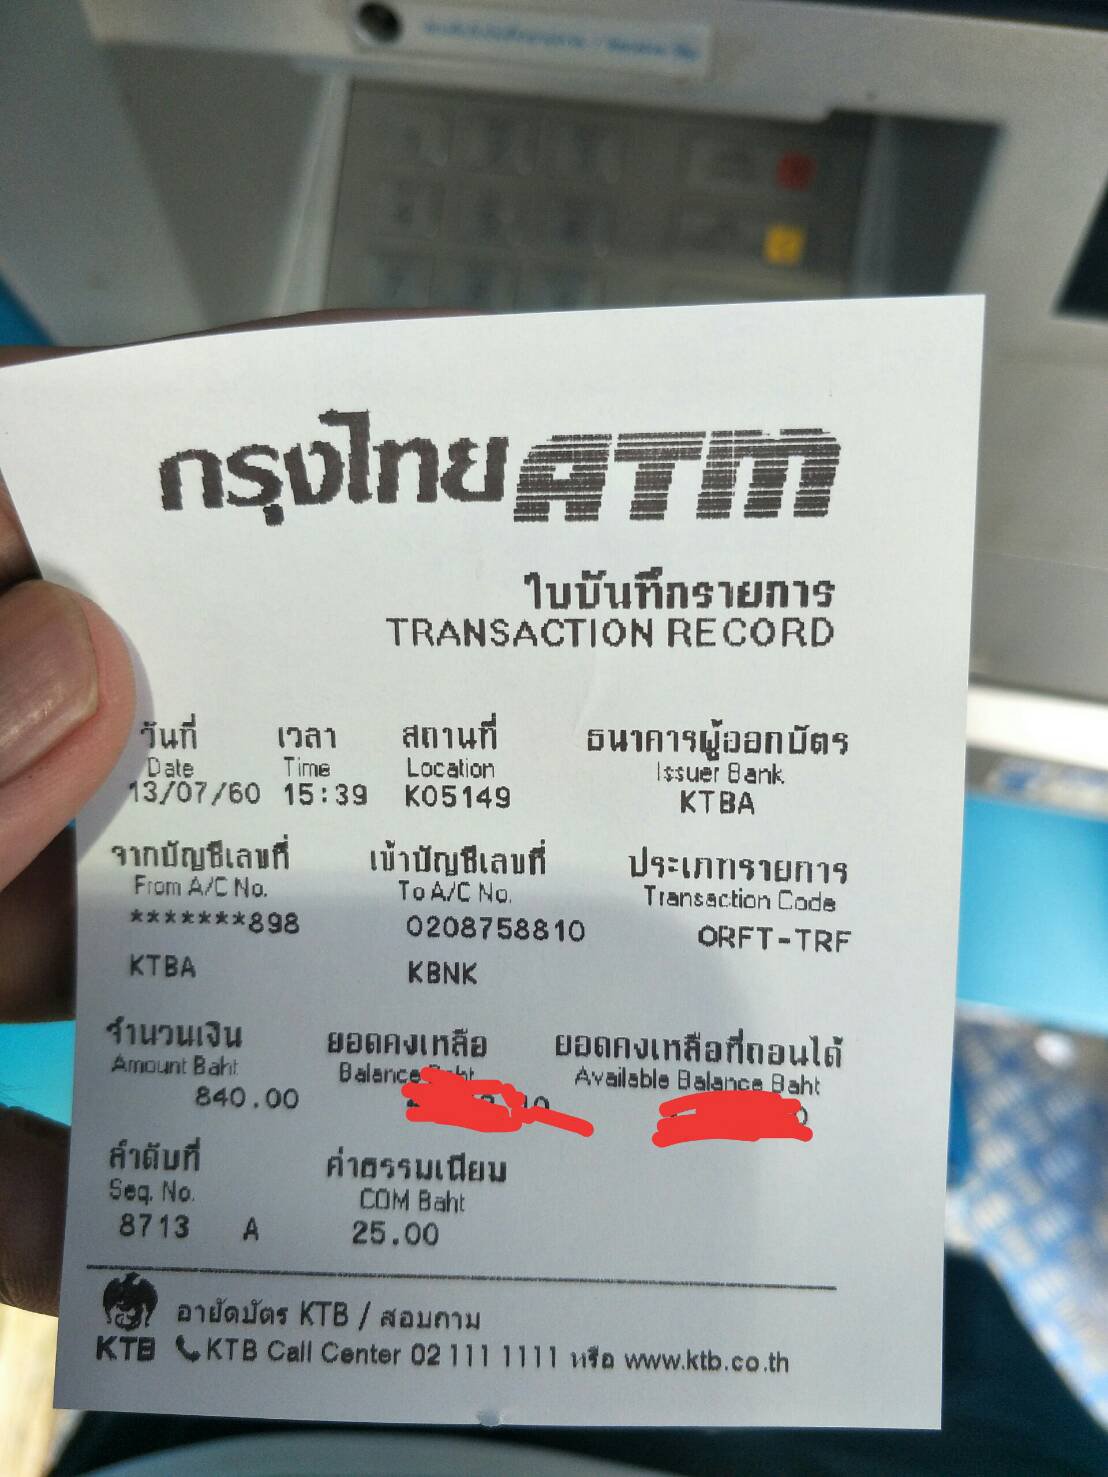 กรุงไทย ATM
ใบบันทึกรายการ
TRANSACTION RECORD
วันที่ เวลา สถานที่ ธนาคารผู้ออกบัตร
Date Time Location Issuer Bank
13/07/60 15:39 K05149 KTBA
จากบัญชีเลขที่ เข้าบัญชีเลขที่ ประเภทรายการ
From A/C No. To A/C No. Transaction Code
*******898 0208758810 ORFT-TRF
KTBA KBNK
จำนวนเงิน ยอดคงเหลือ ยอดคงเหลือที่ถอนได้
Amount Baht Balance Baht Available Balance Baht
840.00
ลำดับที่ ค่าธรรมเนียม
Seq. No. COM Baht
8713 A 25.00
อายัดบัตร KTB / สอบถาม
KTB KTB Call Center 02 111 1111 หรือ www.ktb.co.th